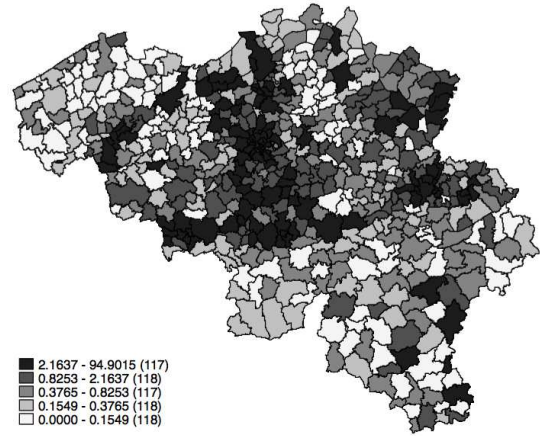 2.1637 - 94.9015 (117)
0.8253 - 2.1637 (118)
0.3765 - 0.8253 (117)
0.1549 - 0.3765 (118)
0.0000 - 0.1549 (118)